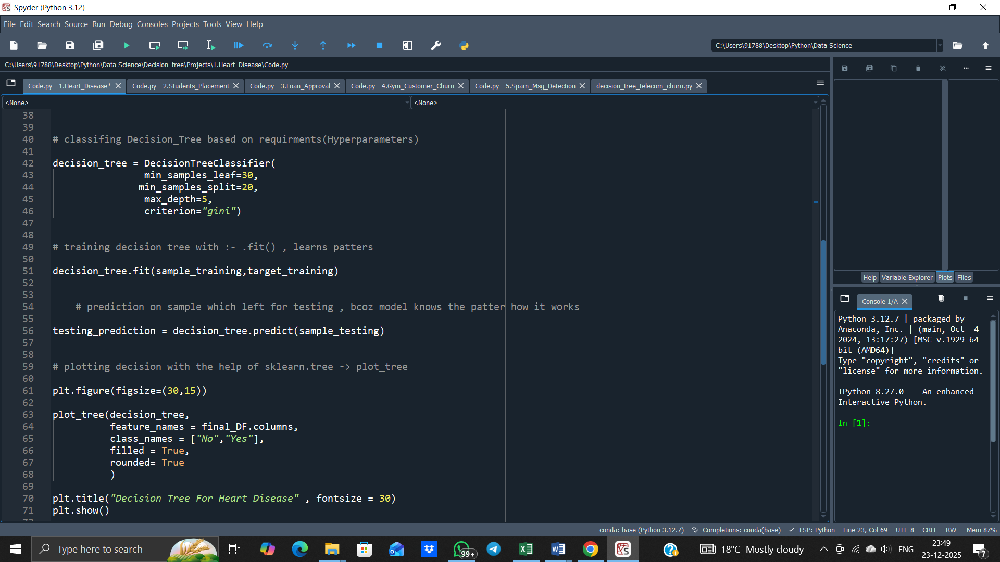 Spyder (Python 3.12)
File Edit Search Source Run Debug Consoles Projects Tools View Help
C:\Users\91788\Desktop\Python\Data Science
C:\Users\91788\Desktop\Python\Data Science\Decision_tree\Projects\1.Heart_Disease\Code.py
Code.py - 1.Heart_Disease* Code.py - 2.Students_Placement Code.py - 3.Loan_Approval Code.py - 4.Gym_Customer_Churn Code.py - 5.Spam_Msg_Detection decision_tree_telecom_churn.py
<None> <None>
38
39
40 # classifing Decision_Tree based on requirments(Hyperparameters)
41
42 decision_tree = DecisionTreeClassifier(
43 min_samples_leaf=30,
44 min_samples_split=20,
45 max_depth=5,
46 criterion="gini")
47
48
49 # training decision tree with :- .fit() , learns patters
50
51 decision_tree.fit(sample_training,target_training)
52
53
54 # prediction on sample which left for testing , bcoz model knows the patter how it works
55
56 testing_prediction = decision_tree.predict(sample_testing)
57
58
59 # plotting decision with the help of sklearn.tree -> plot_tree
60
61 plt.figure(figsize=(30,15))
62
63 plot_tree(decision_tree,
64 feature_names = final_DF.columns,
65 class_names = ["No","Yes"],
66 filled = True,
67 rounded= True
68 )
69
70 plt.title("Decision Tree For Heart Disease" , fontsize = 30)
71 plt.show()
Help Variable Explorer Plots Files
Console 1/A
Python 3.12.7 | packaged by
Anaconda, Inc. | (main, Oct  4
2024, 13:17:27) [MSC v.1929 64
bit (AMD64)]
Type "copyright", "credits" or
"license" for more information.
IPython 8.27.0 -- An enhanced
Interactive Python.
In [1]:
conda: base (Python 3.12.7) Completions: conda(base) LSP: Python Line 23, Col 69 UTF-8 CRLF RW Mem 87%
Type here to search 99+ 18°C Mostly cloudy ENG 23:49
23-12-2025 7